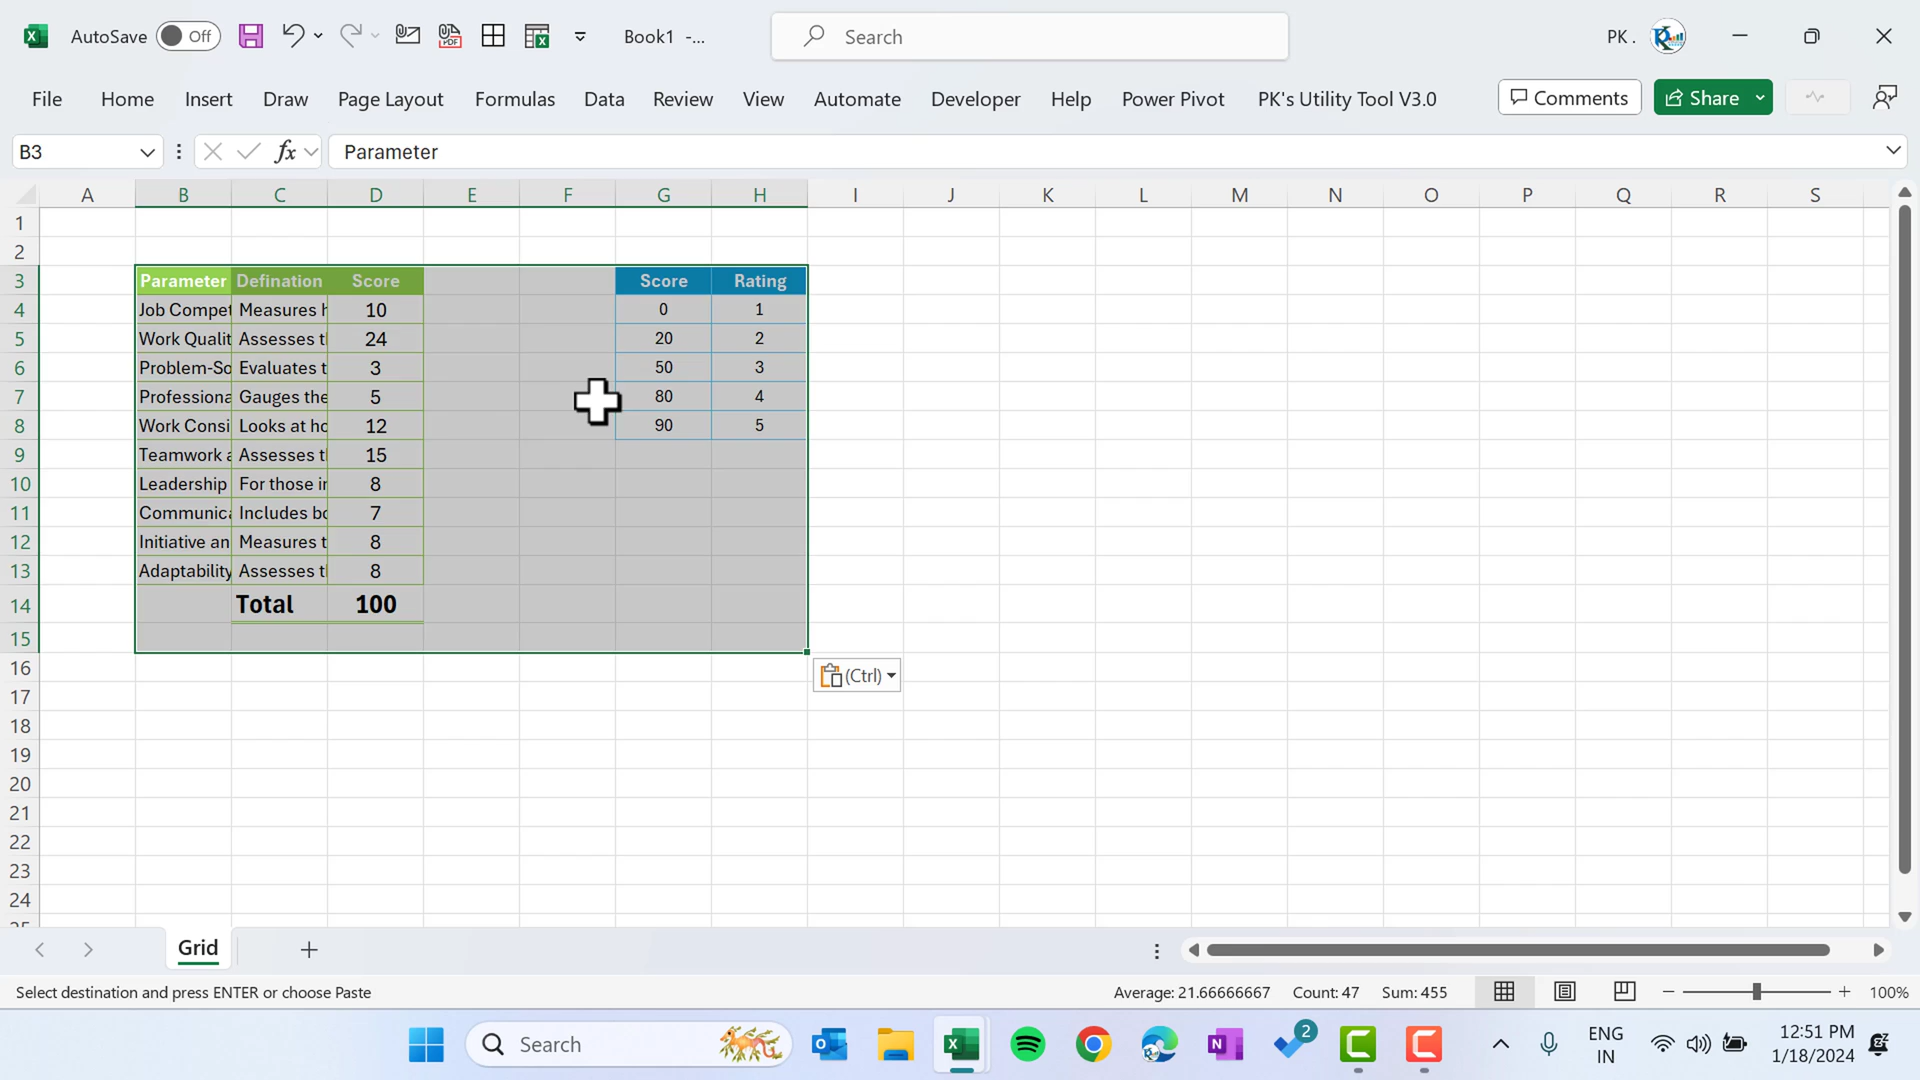 AutoSave Off Book1 -... Search PK .
File Home Insert Draw Page Layout Formulas Data Review View Automate Developer Help Power Pivot PK's Utility Tool V3.0 Comments Share
B3 fx Parameter
A B C D E F G H I J K L M N O P Q R S
1
2
3 Parameter Defination Score Score Rating
4 Job Compet Measures h 10 0 1
5 Work Qualit Assesses t 24 20 2
6 Problem-So Evaluates t 3 50 3
7 Professiona Gauges the 5 80 4
8 Work Consi Looks at ho 12 90 5
9 Teamwork a Assesses t 15
10 Leadership For those in 8
11 Communica Includes bo 7
12 Initiative an Measures t 8
13 Adaptability Assesses t 8
14 Total 100
15
16 (Ctrl)
17
18
19
20
21
22
23
24
25
Grid
Select destination and press ENTER or choose Paste Average: 21.66666667 Count: 47 Sum: 455 100%
Search 2 ENG 12:51 PM
IN 1/18/2024